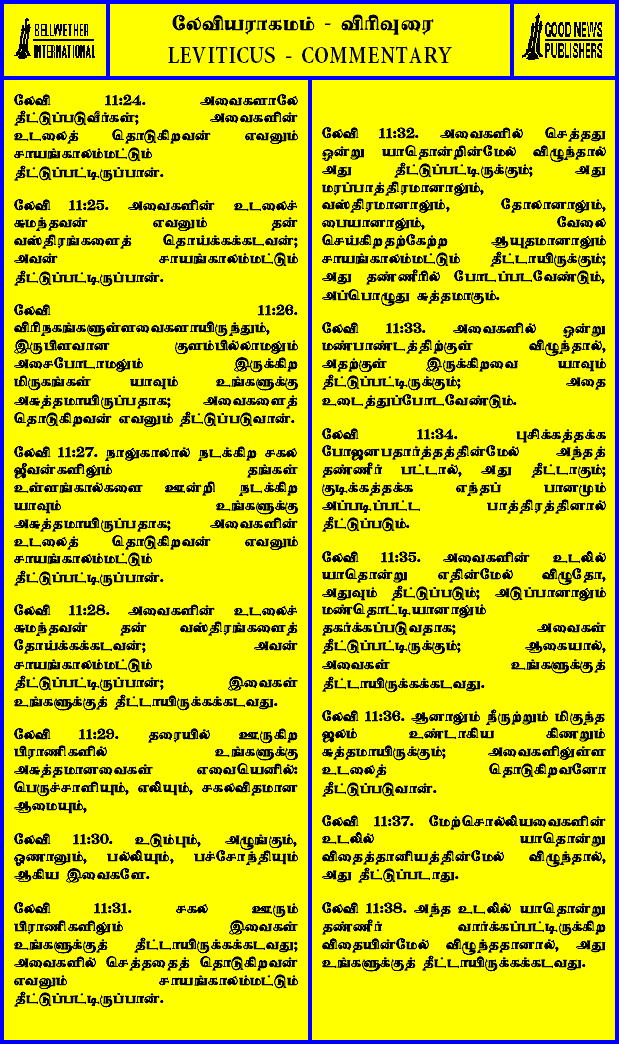 BELLWETHER
INTERNATIONAL
லேவியராகமம் - விரிவுரை
LEVITICUS - COMMENTARY
GOOD NEWS
PUBLISHERS
லேவி 11:24. அவைகளாலே
தீட்டுப்படுவீர்கள்; அவைகளின்
உடலைத் தொடுகிறவன் எவனும்
சாயங்காலம்மட்டும்
தீட்டுப்பட்டிருப்பான்.
லேவி 11:25. அவைகளின் உடலைச்
சுமந்தவன் எவனும் தன்
வஸ்திரங்களைத் தொய்க்கக்கடவன்;
அவன் சாயங்காலம்மட்டும்
தீட்டுப்பட்டிருப்பான்.
லேவி 11:26.
விரிநகங்களுள்ளவைகளாயிருந்தும்,
இருபிளவான குளம்பில்லாமலும்
அசைபோடாமலும் இருக்கிற
மிருகங்கள் யாவும் உங்களுக்கு
அசுத்தமாயிருப்பதாக; அவைகளைத்
தொடுகிறவன் எவனும் தீட்டுப்படுவான்.
லேவி 11:27. நாலுகாலால் நடக்கிற சகல
ஜீவன்களிலும் தங்கள்
உள்ளங்கால்களை ஊன்றி நடக்கிற
யாவும் உங்களுக்கு
அசுத்தமாயிருப்பதாக; அவைகளின்
உடலைத் தொடுகிறவன் எவனும்
சாயங்காலம்மட்டும்
தீட்டுப்பட்டிருப்பான்.
லேவி 11:28. அவைகளின் உடலைச்
சுமந்தவன் தன் வஸ்திரங்களைத்
தோய்க்கக்கடவன்; அவன்
சாயங்காலம்மட்டும்
தீட்டுப்பட்டிருப்பான்; இவைகள்
உங்களுக்குத் தீட்டாயிருக்கக்கடவது.
லேவி 11:29. தரையில் ஊருகிற
பிராணிகளில் உங்களுக்கு
அசுத்தமானவைகள் எவையெனில்:
பெருச்சாளியும், எலியும், சகலவிதமான
ஆமையும்,
லேவி 11:30. உடும்பும், அழுங்கும்,
ஓணானும், பல்லியும், பச்சோந்தியும்
ஆகிய இவைகளே.
லேவி 11:31. சகல ஊரும்
பிராணிகளிலும் இவைகள்
உங்களுக்குத் தீட்டாயிருக்கக்கடவது;
அவைகளில் செத்ததைத் தொடுகிறவன்
எவனும் சாயங்காலம்மட்டும்
தீட்டுப்பட்டிருப்பான்.
லேவி 11:32. அவைகளில் செத்தது
ஒன்று யாதொன்றின்மேல் விழுந்தால்
அது தீட்டுப்பட்டிருக்கும்; அது
மரப்பாத்திரமானாலும்,
வஸ்திரமானாலும், தோலானாலும்,
பையானாலும், வேலை
செய்கிறதற்கேற்ற ஆயுதமானாலும்
சாயங்காலம்மட்டும் தீட்டாயிருக்கும்;
அது தண்ணீரில் போடப்படவேண்டும்,
அப்பொழுது சுத்தமாகும்.
லேவி 11:33. அவைகளில் ஒன்று
மண்பாண்டத்திற்குள் விழுந்தால்,
அதற்குள் இருக்கிறவை யாவும்
தீட்டுப்பட்டிருக்கும்; அதை
உடைத்துப்போடவேண்டும்.
லேவி 11:34. புசிக்கத்தக்க
போஜனபதார்த்தத்தின்மேல் அந்தத்
தண்ணீர் பட்டால், அது தீட்டாகும்;
குடிக்கத்தக்க எந்தப் பானமும்
அப்படிப்பட்ட பாத்திரத்தினால்
தீட்டுப்படும்.
லேவி 11:35. அவைகளின் உடலில்
யாதொன்று எதின்மேல் விழுதோ,
அதுவும் தீட்டுப்படும்; அடுப்பானாலும்
மண்தொட்டியானாலும்
தகர்க்கப்படுவதாக; அவைகள்
தீட்டுப்பட்டிருக்கும்; ஆகையால்,
அவைகள் உங்களுக்குத்
தீட்டாயிருக்கக்கடவது.
லேவி 11:36. ஆனாலும் நீருற்றும் மிகுந்த
ஜலம் உண்டாகிய கிணறும்
சுத்தமாயிருக்கும்; அவைகளிலுள்ள
உடலைத் தொடுகிறவனோ
தீட்டுப்படுவான்.
லேவி 11:37. மேற்சொல்லியவைகளின்
உடலில் யாதொன்று
விதைத்தானியத்தின்மேல் விழுந்தால்,
அது தீட்டுப்படாது.
லேவி 11:38. அந்த உடலில் யாதொன்று
தண்ணீர் வார்க்கப்பட்டிருக்கிற
விதையின்மேல் விழுந்ததானால், அது
உங்களுக்குத் தீட்டாயிருக்கக்கடவது.